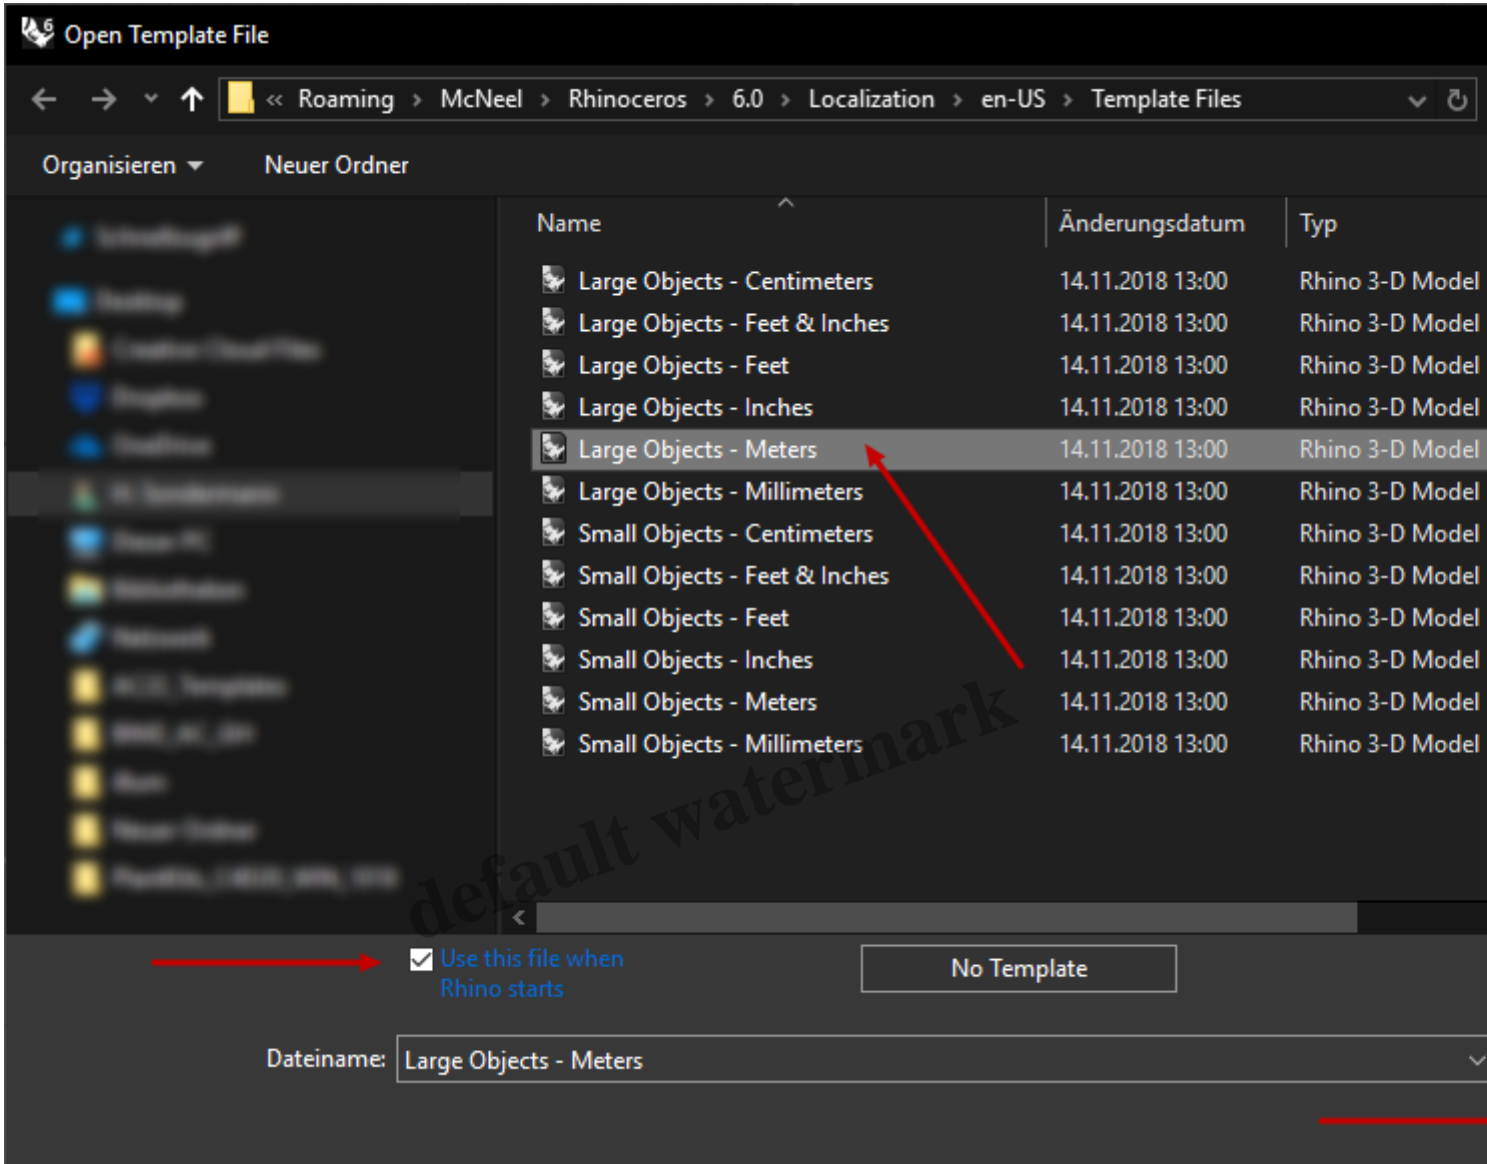 6
Open Template File
« Roaming > McNeel > Rhinoceros > 6.0 > Localization > en-US > Template Files
Organisieren Neuer Ordner
Name Änderungsdatum Typ
Large Objects - Centimeters 14.11.2018 13:00 Rhino 3-D Model
Large Objects - Feet & Inches 14.11.2018 13:00 Rhino 3-D Model
Large Objects - Feet 14.11.2018 13:00 Rhino 3-D Model
Large Objects - Inches 14.11.2018 13:00 Rhino 3-D Model
Large Objects - Meters 14.11.2018 13:00 Rhino 3-D Model
Large Objects - Millimeters 14.11.2018 13:00 Rhino 3-D Model
Small Objects - Centimeters 14.11.2018 13:00 Rhino 3-D Model
Small Objects - Feet & Inches 14.11.2018 13:00 Rhino 3-D Model
Small Objects - Feet 14.11.2018 13:00 Rhino 3-D Model
Small Objects - Inches 14.11.2018 13:00 Rhino 3-D Model
Small Objects - Meters 14.11.2018 13:00 Rhino 3-D Model
Small Objects - Millimeters 14.11.2018 13:00 Rhino 3-D Model
default watermark
Use this file when
Rhino starts
No Template
Dateiname: Large Objects - Meters